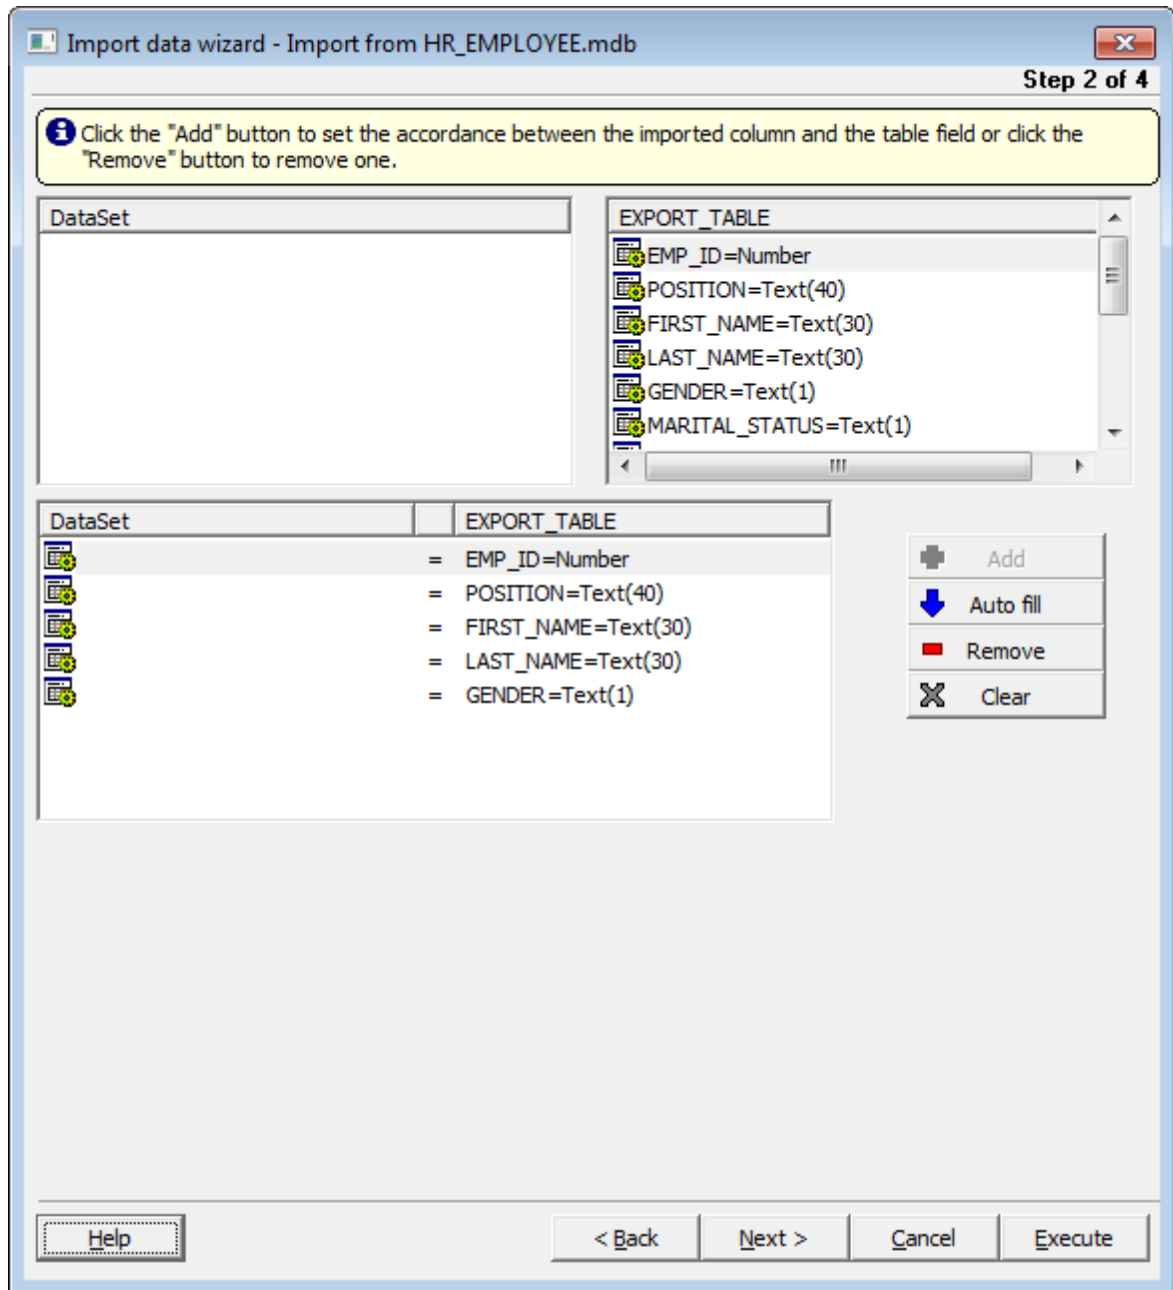 Import data wizard - Import from HR_EMPLOYEE.mdb
Step 2 of 4
Click the "Add" button to set the accordance between the imported column and the table field or click the
"Remove" button to remove one.
DataSet
EXPORT_TABLE
EMP_ID=Number
POSITION=Text(40)
FIRST_NAME=Text(30)
LAST_NAME=Text(30)
GENDER=Text(1)
MARITAL_STATUS=Text(1)
DataSet EXPORT_TABLE
= EMP_ID=Number
= POSITION=Text(40)
= FIRST_NAME=Text(30)
= LAST_NAME=Text(30)
= GENDER=Text(1)
Add
Auto fill
Remove
Clear
Help < Back Next > Cancel Execute